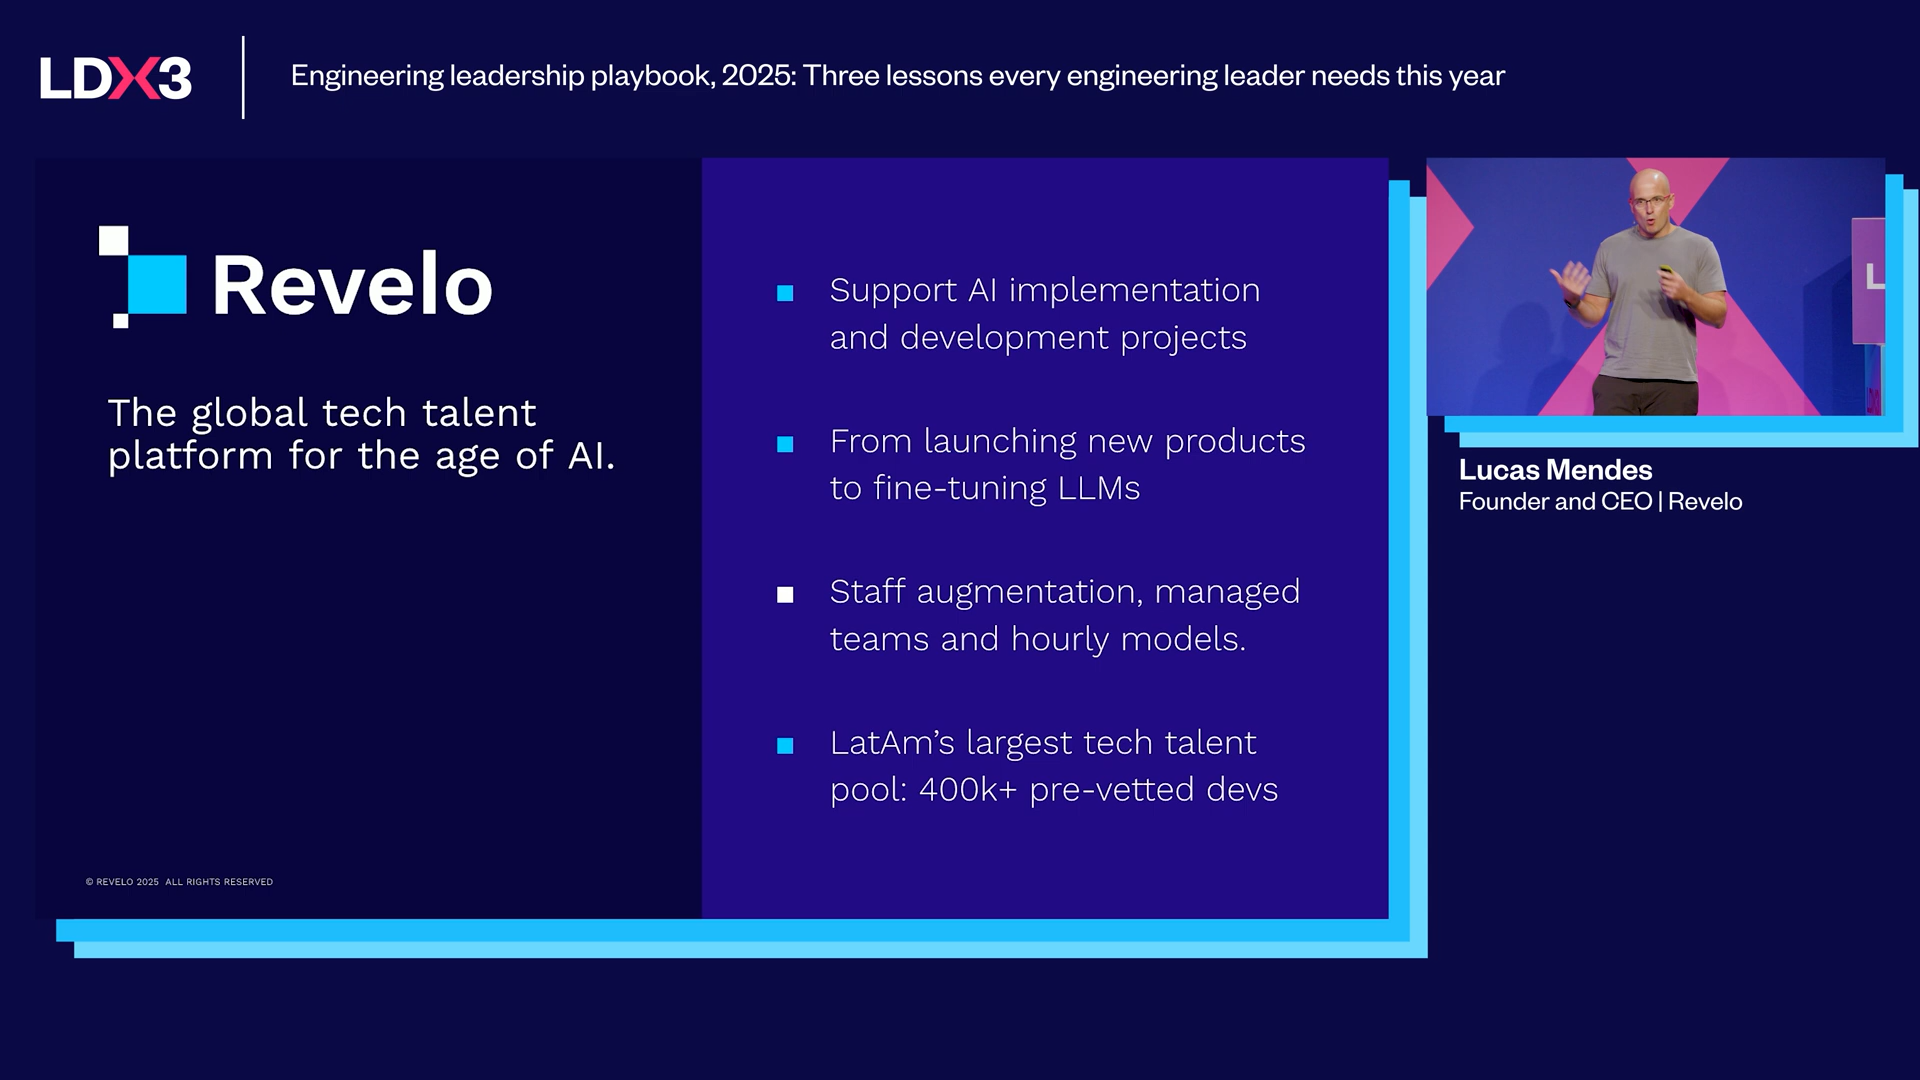 LDX3
Engineering leadership playbook, 2025: Three lessons every engineering leader needs this year
Revelo
The global tech talent
platform for the age of AI.
© REVELO 2025 ALL RIGHTS RESERVED
Support AI implementation
and development projects
From launching new products
to fine-tuning LLMs
Staff augmentation, managed
teams and hourly models.
LatAm’s largest tech talent
pool: 400k+ pre-vetted devs
L
Lucas Mendes
Founder and CEO | Revelo